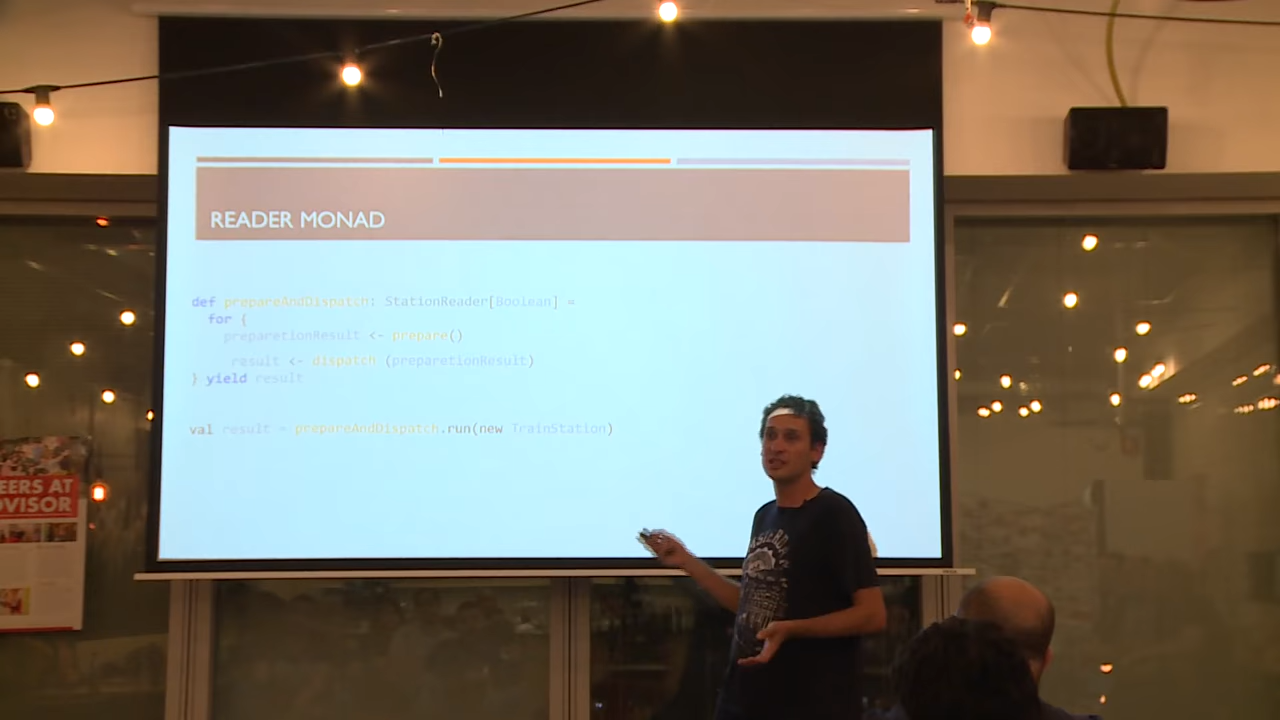 READER MONAD
def prepareAndDispatch: StationReader[Boolean] =
for {
preparetionResult <- prepare()
result <- dispatch (preparetionResult)
} yield result
val result = prepareAndDispatch.run(new TrainStation)
EERS AT
VISOR